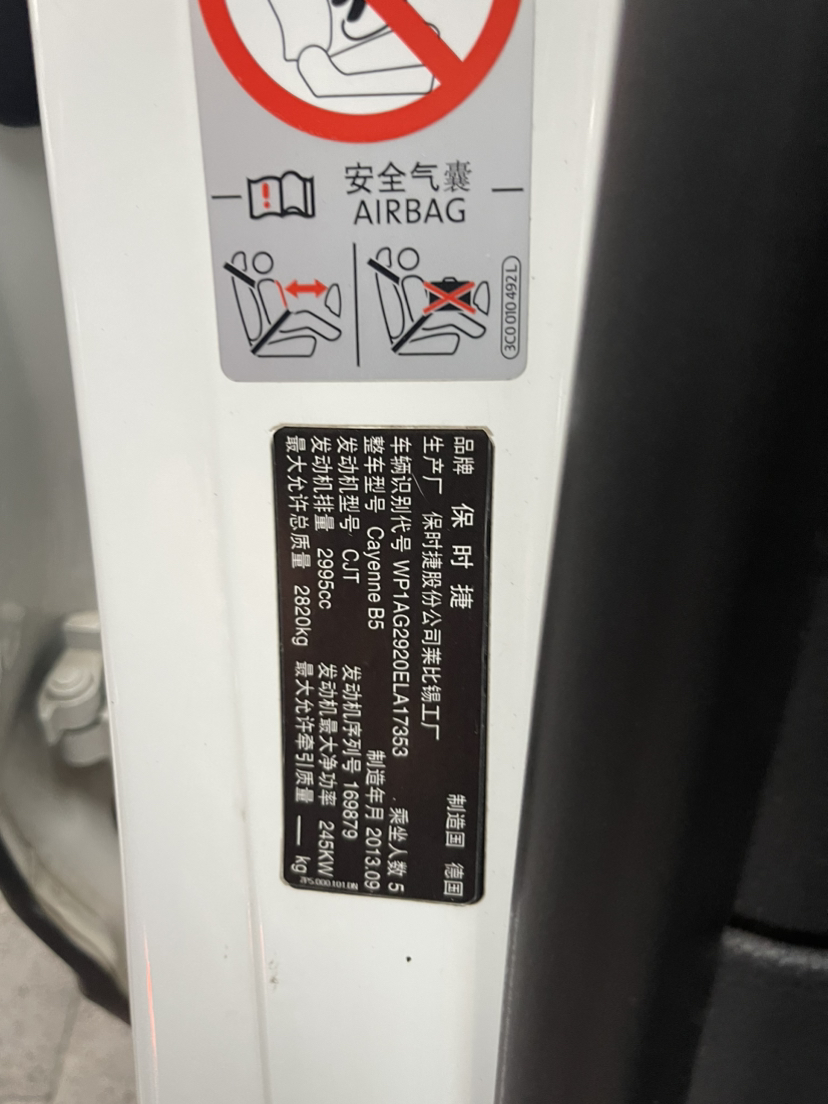 安全气囊
AIRBAG
3C0 010 492 L
品牌 保时捷 制造国 德国
生产厂 保时捷股份公司莱比锡工厂
车辆识别代号 WP1AG2920ELA17353 乘坐人数 5
整车型号 Cayenne B5 制造年月 2013.09
发动机型号 CJT 发动机序列号 169879
发动机排量 2995cc 发动机最大净功率 245KW
最大允许总质量 2820kg 最大允许牵引质量 — kg
7P5.000.101.BN